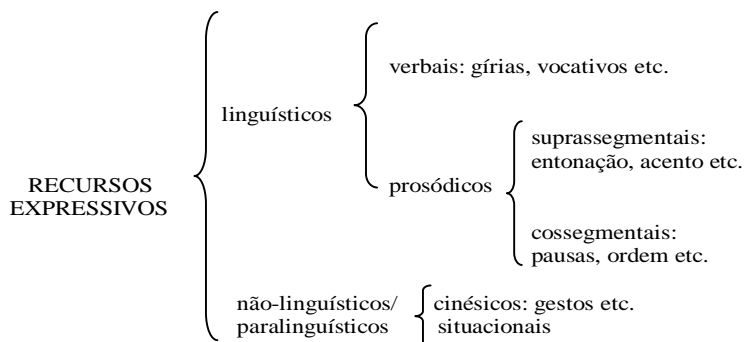 RECURSOS
EXPRESSIVOS
linguísticos
verbais: gírias, vocativos etc.
prosódicos
suprassegmentais:
entonação, acento etc.
cossegmentais:
pausas, ordem etc.
não-linguísticos/
paralinguísticos
cinésicos: gestos etc.
situacionais